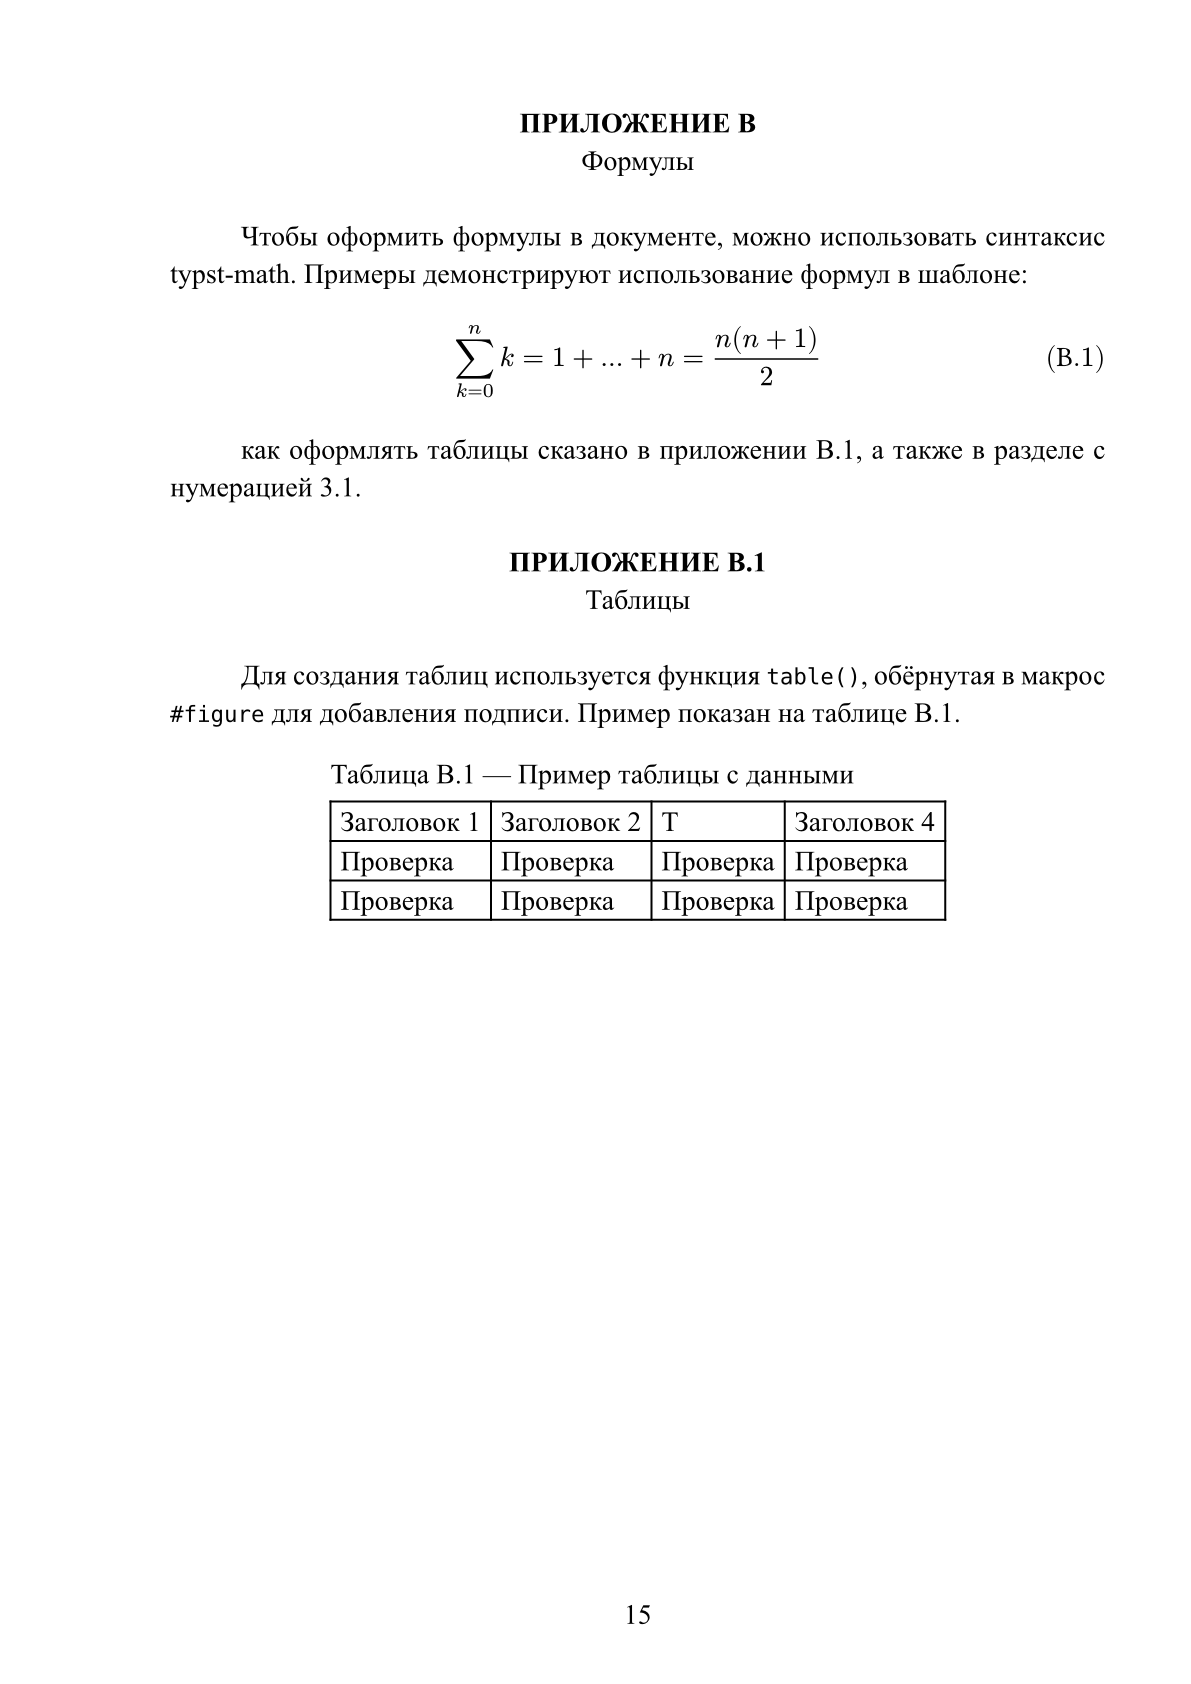 ПРИЛОЖЕНИЕ В
Формулы
Чтобы оформить формулы в документе, можно использовать синтаксис
typst-math. Примеры демонстрируют использование формул в шаблоне:
∑_{k=0}^{n} k = 1 + ... + n = n(n + 1)/2 (В.1)
как оформлять таблицы сказано в приложении В.1, а также в разделе с
нумерацией 3.1.
ПРИЛОЖЕНИЕ В.1
Таблицы
Для создания таблиц используется функция table(), обёрнутая в макрос
#figure для добавления подписи. Пример показан на таблице В.1.
Таблица В.1 — Пример таблицы с данными
Заголовок 1 Заголовок 2 Т Заголовок 4
Проверка Проверка Проверка Проверка
Проверка Проверка Проверка Проверка
15